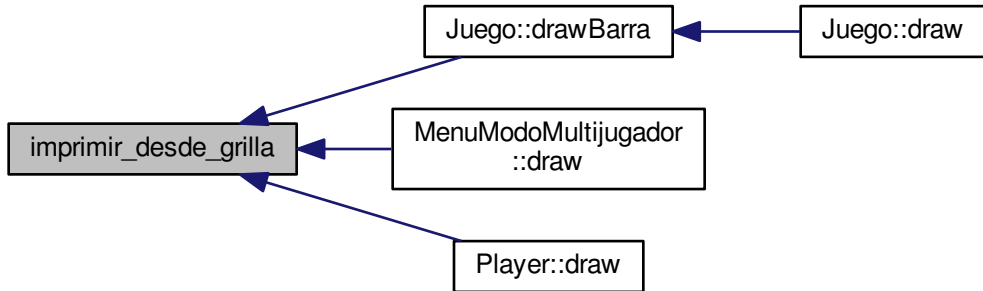 Juego::drawBarra
Juego::draw
imprimir_desde_grilla
MenuModoMultijugador
::draw
Player::draw